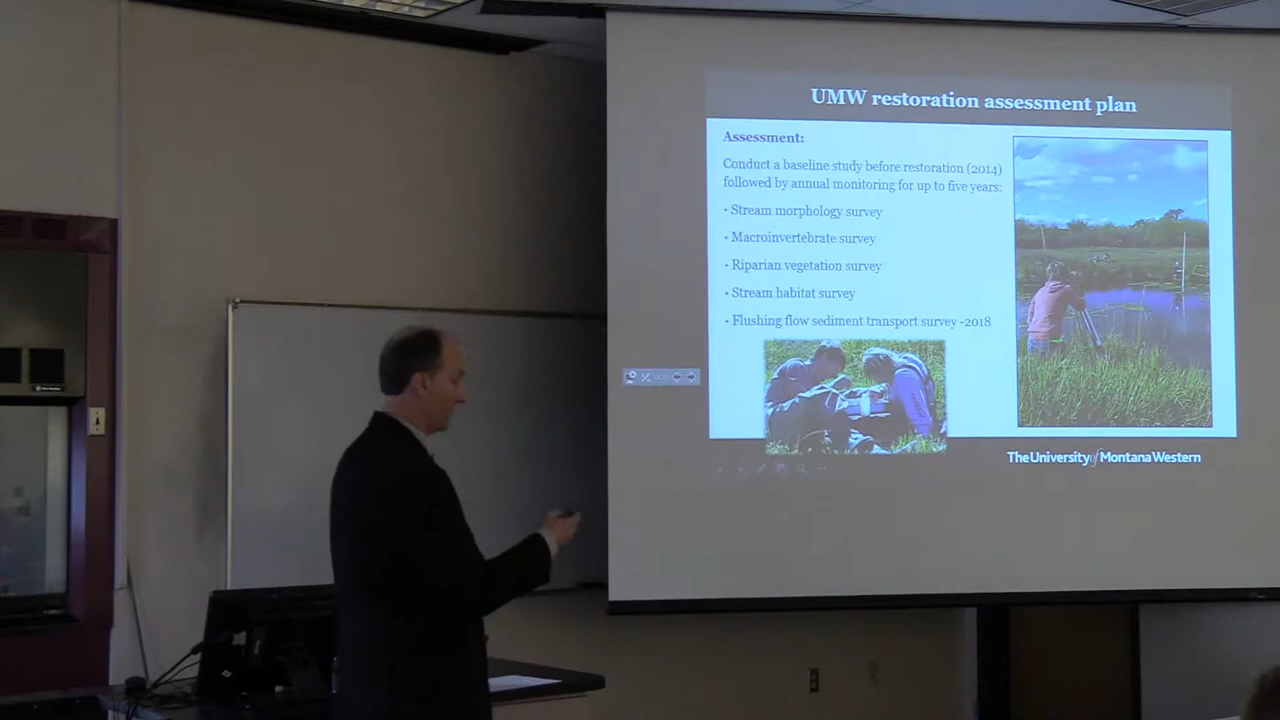 UMW restoration assessment plan
Assessment:
Conduct a baseline study before restoration (2014)
followed by annual monitoring for up to five years:
• Stream morphology survey
• Macroinvertebrate survey
• Riparian vegetation survey
• Stream habitat survey
• Flushing flow sediment transport survey -2018
The University of Montana Western